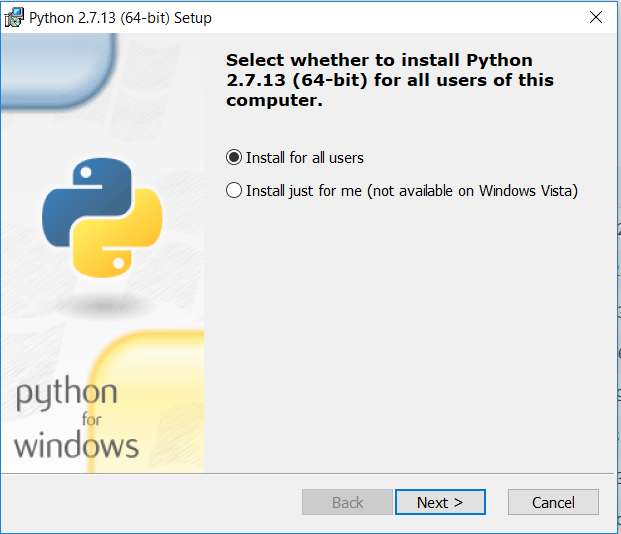 Python 2.7.13 (64-bit) Setup
Select whether to install Python
2.7.13 (64-bit) for all users of this
computer.
Install for all users
Install just for me (not available on Windows Vista)
python
for
windows
Back
Next >
Cancel